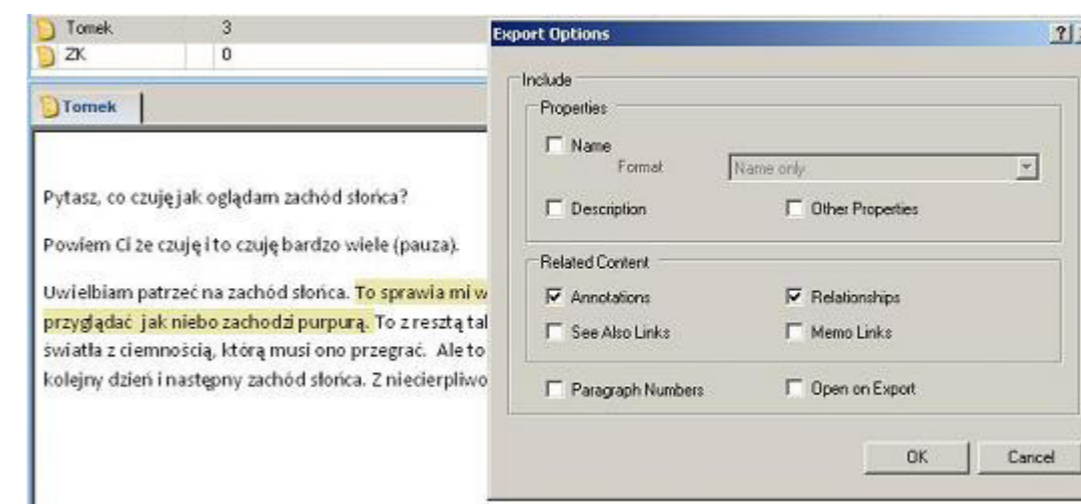 Tomek 3
ZK 0
Tomek
Pytasz, co czuję jak oglądam zachód słońca?
Powiem Ci że czuję i to czuję bardzo wiele (pauza).
Uwielbiam patrzeć na zachód słońca. To sprawia mi w
przyglądać jak niebo zachodzi purpurą. To z resztą tal
światła z ciemnością, którą musi ono przegrać. Ale to
kolejny dzień i następny zachód słońca. Z niecierpliwo
Export Options
Include
Properties
Name
Format Name only
Description Other Properties
Related Content
Annotations Relationships
See Also Links Memo Links
Paragraph Numbers Open on Export
OK Cancel